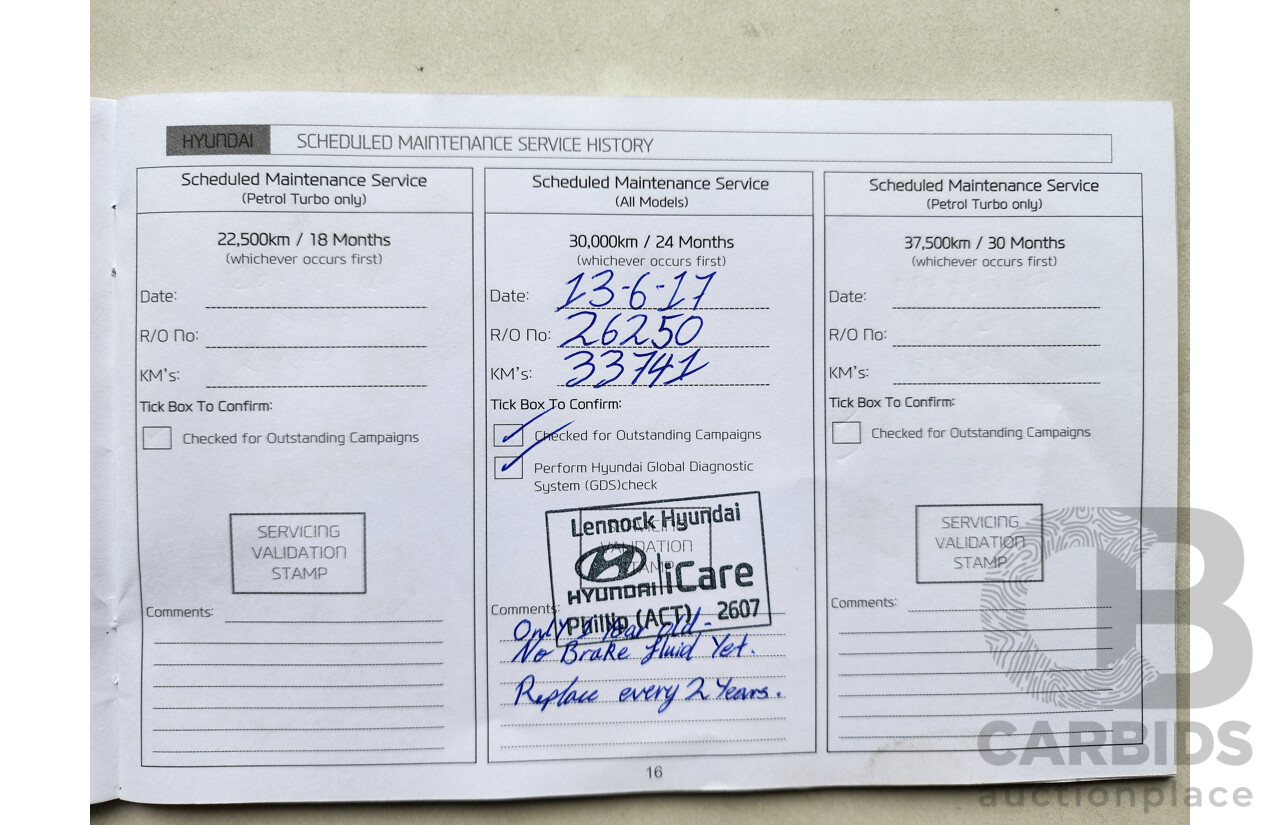 HYUNDAI SCHEDULED MAINTENANCE SERVICE HISTORY
Scheduled Maintenance Service
(Petrol Turbo only)
22,500km / 18 Months
(whichever occurs first)
Date:
R/O No:
KM's:
Tick Box To Confirm:
Checked for Outstanding Campaigns
SERVICING
VALIDATION
STAMP
Comments:
Scheduled Maintenance Service
(All Models)
30,000km / 24 Months
(whichever occurs first)
Date: 13-6-17
R/O No: 26250
KM's: 33741
Tick Box To Confirm:
Checked for Outstanding Campaigns
Perform Hyundai Global Diagnostic
System (GDS)check
Lennock Hyundai
VALIDATION
HYUNDAI iCare
Phillip (ACT) 2607
Comments:
Only Year old-
No Brake fluid Yet.
Replace every 2 Years.
Scheduled Maintenance Service
(Petrol Turbo only)
37,500km / 30 Months
(whichever occurs first)
Date:
R/O No:
KM's:
Tick Box To Confirm:
Checked for Outstanding Campaigns
SERVICING
VALIDATION
STAMP
Comments:
16
CARBIDS
auctionplace